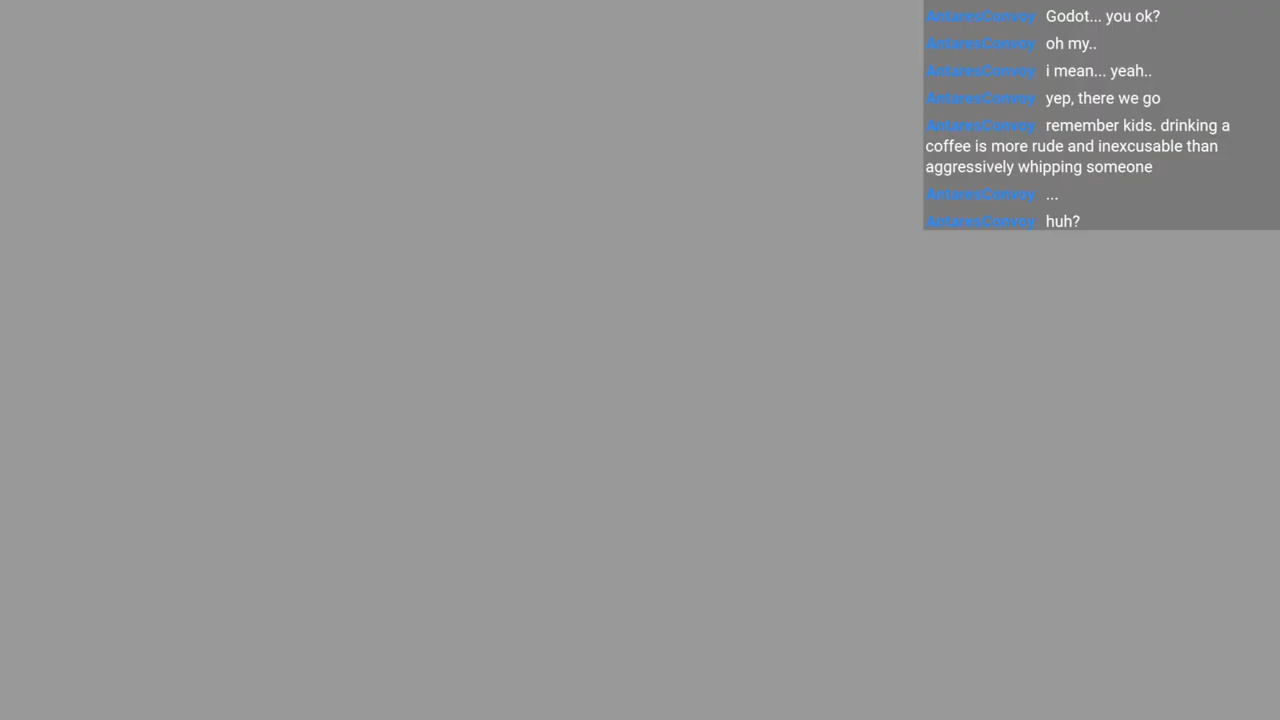 AntaresConvoy Godot... you ok?
AntaresConvoy oh my..
AntaresConvoy i mean... yeah..
AntaresConvoy yep, there we go
AntaresConvoy remember kids. drinking a
coffee is more rude and inexcusable than
aggressively whipping someone
AntaresConvoy ...
AntaresConvoy huh?